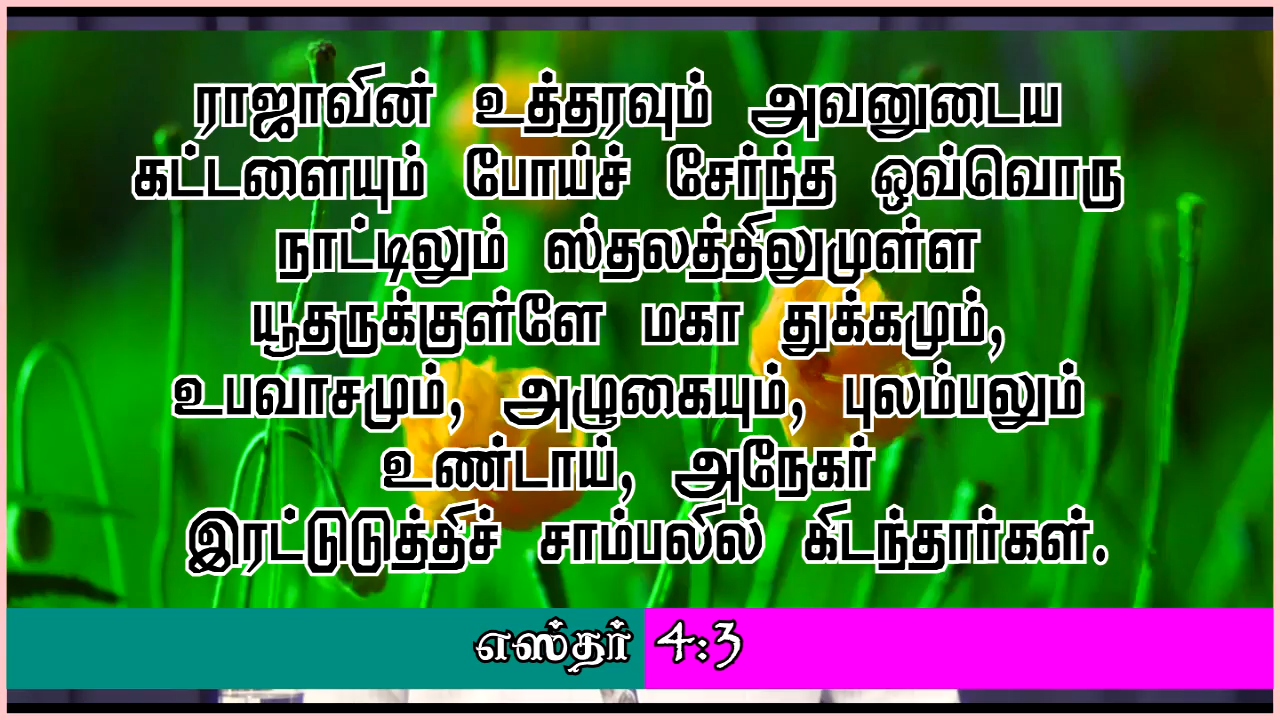 ராஜாவின் உத்தரவும் அவனுடைய
கட்டளையும் போய்ச் சேர்ந்த ஒவ்வொரு
நாட்டிலும் ஸ்தலத்திலுமுள்ள
யூதருக்குள்ளே மகா துக்கமும்,
உபவாசமும், அழுகையும், புலம்பலும்
உண்டாய், அநேகர்
இரட்டுடுத்திச் சாம்பலில் கிடந்தார்கள்.
எஸ்தர் 4:3